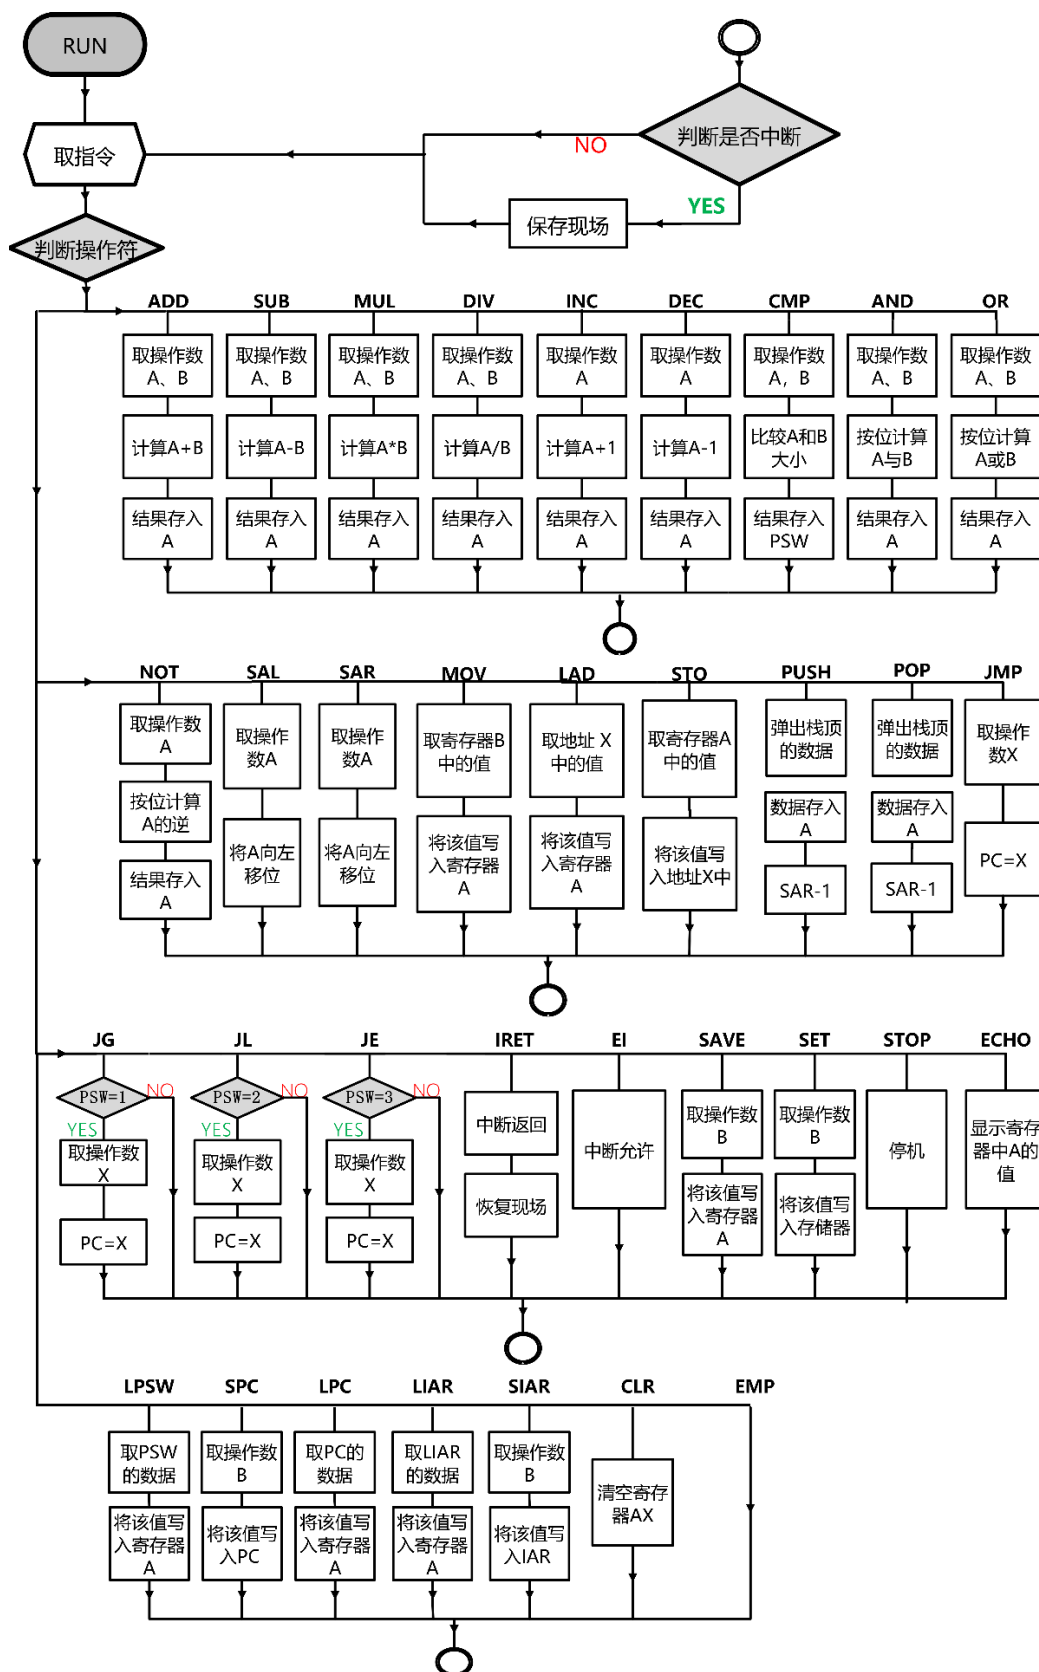 RUN
取指令
判断是否中断
NO
YES
保存现场
判断操作符
ADD SUB MUL DIV INC DEC CMP AND OR
取操作数 取操作数 取操作数 取操作数 取操作数 取操作数 取操作数 取操作数 取操作数
A、B A、B A、B A、B A A A，B A、B A、B
计算A+B 计算A-B 计算A*B 计算A/B 计算A+1 计算A-1 比较A和B 按位计算 按位计算
大小 A与B A或B
结果存入 结果存入 结果存入 结果存入 结果存入 结果存入 结果存入 结果存入 结果存入
A A A A A A PSW A A
NOT SAL SAR MOV LAD STO PUSH POP JMP
取操作数 取操作 取操作 取寄存器B 取地址 X 取寄存器A 弹出栈顶 弹出栈顶 取操作
A 数A 数A 中的值 中的值 中的值 的数据 的数据 数X
按位计算 数据存入 数据存入
A的逆 A A
结果存入 将A向左 将A向左 将该值写 将该值写 将该值写 SAR-1 SAR-1 PC=X
A 移位 移位 入寄存器 入寄存器 入地址X中
A A
JG JL JE IRET EI SAVE SET STOP ECHO
PSW=1 NO PSW=2 NO PSW=3 NO
YES YES YES
取操作数 取操作数 取操作数 中断返回 中断允许 取操作数 取操作数 停机 显示寄存
X X X B B 器中A的
值
PC=X PC=X PC=X 恢复现场 将该值写 将该值写
入寄存器 入存储器
A
LPSW SPC LPC LIAR SIAR CLR EMP
取PSW 取操作数 取PC的 取LIAR 取操作数 清空寄存
的数据 B 数据 的数据 B 器AX
将该值写 将该值写 将该值写 将该值写 将该值写
入寄存器 入PC 入寄存器 入寄存器 入IAR
A A A